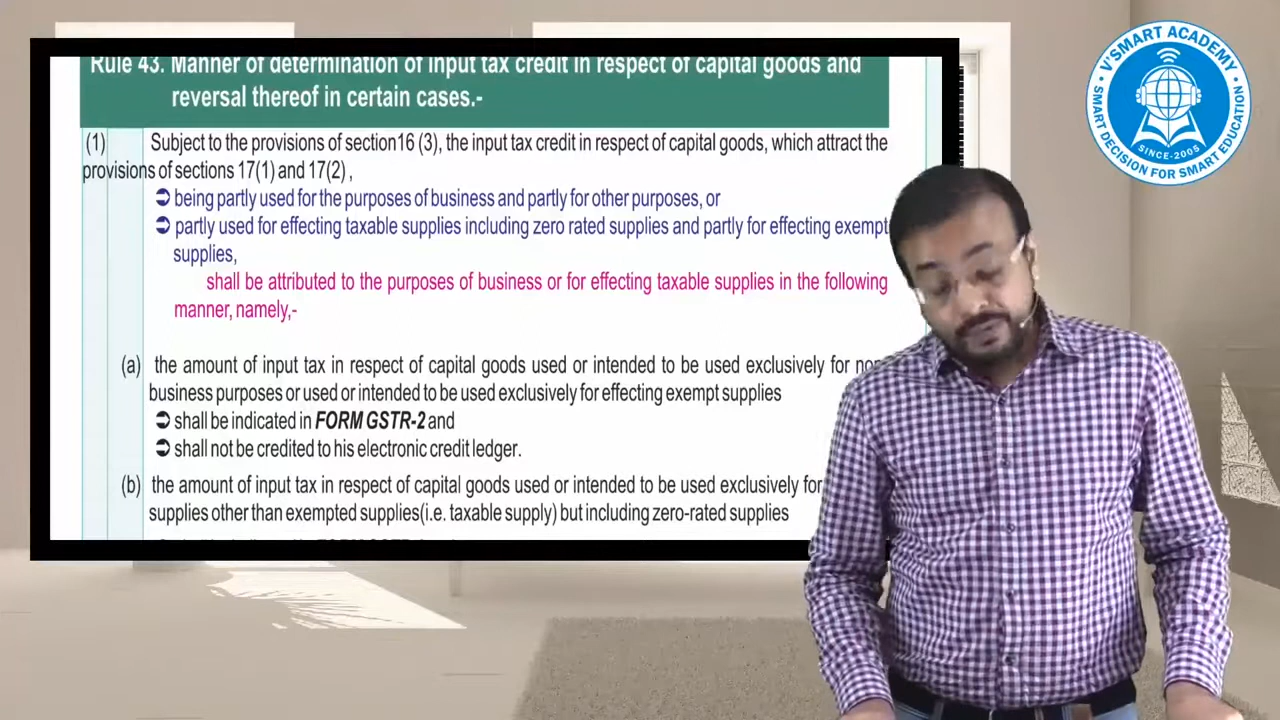 Rule 43. Manner of determination of input tax credit in respect of capital goods and
reversal thereof in certain cases.-
(1) Subject to the provisions of section16 (3), the input tax credit in respect of capital goods, which attract the
provisions of sections 17(1) and 17(2) ,
➲ being partly used for the purposes of business and partly for other purposes, or
➲ partly used for effecting taxable supplies including zero rated supplies and partly for effecting exempt
supplies,
shall be attributed to the purposes of business or for effecting taxable supplies in the following
manner, namely,-
(a) the amount of input tax in respect of capital goods used or intended to be used exclusively for
business purposes or used or intended to be used exclusively for effecting exempt supplies
➲ shall be indicated in FORM GSTR-2 and
➲ shall not be credited to his electronic credit ledger.
(b) the amount of input tax in respect of capital goods used or intended to be used exclusively for
supplies other than exempted supplies(i.e. taxable supply) but including zero-rated supplies
V'SMART ACADEMY
SMART DECISION FOR SMART EDUCATION
SINCE-2005